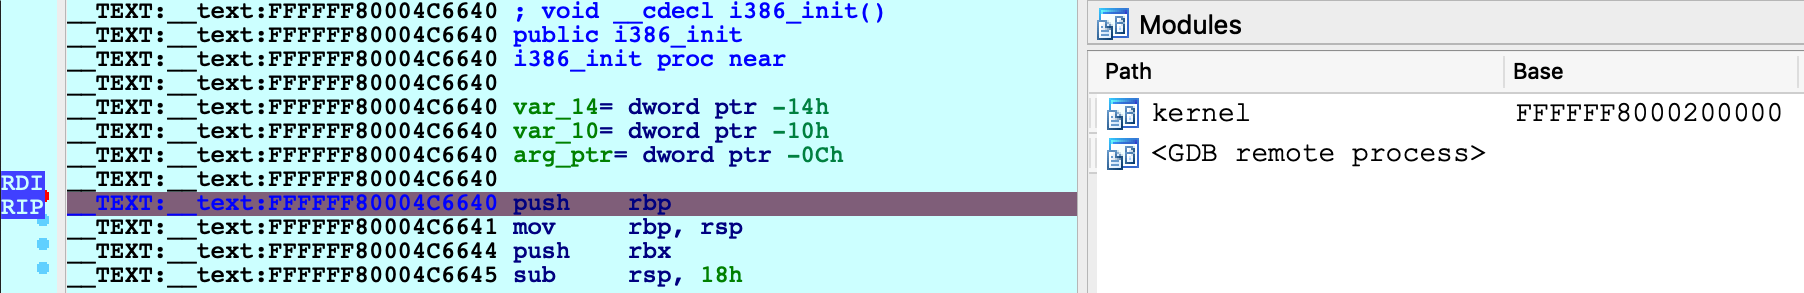 __TEXT:__text:FFFFFF80004C6640 ; void __cdecl i386_init()
__TEXT:__text:FFFFFF80004C6640 public i386_init
__TEXT:__text:FFFFFF80004C6640 i386_init proc near
__TEXT:__text:FFFFFF80004C6640
__TEXT:__text:FFFFFF80004C6640 var_14= dword ptr -14h
__TEXT:__text:FFFFFF80004C6640 var_10= dword ptr -10h
__TEXT:__text:FFFFFF80004C6640 arg_ptr= dword ptr -0Ch
__TEXT:__text:FFFFFF80004C6640
RDI
RIP __TEXT:__text:FFFFFF80004C6640 push rbp
__TEXT:__text:FFFFFF80004C6641 mov rbp, rsp
__TEXT:__text:FFFFFF80004C6644 push rbx
__TEXT:__text:FFFFFF80004C6645 sub rsp, 18h
Modules
Path Base
kernel FFFFFF8000200000
<GDB remote process>